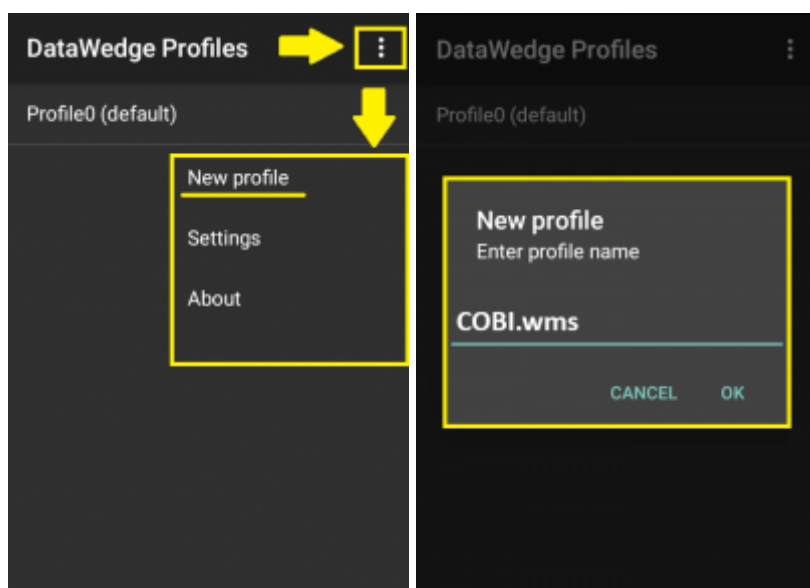 DataWedge Profiles
Profile0 (default)
New profile
Settings
About
DataWedge Profiles
Profile0 (default)
New profile
Enter profile name
COBI.wms
CANCEL OK